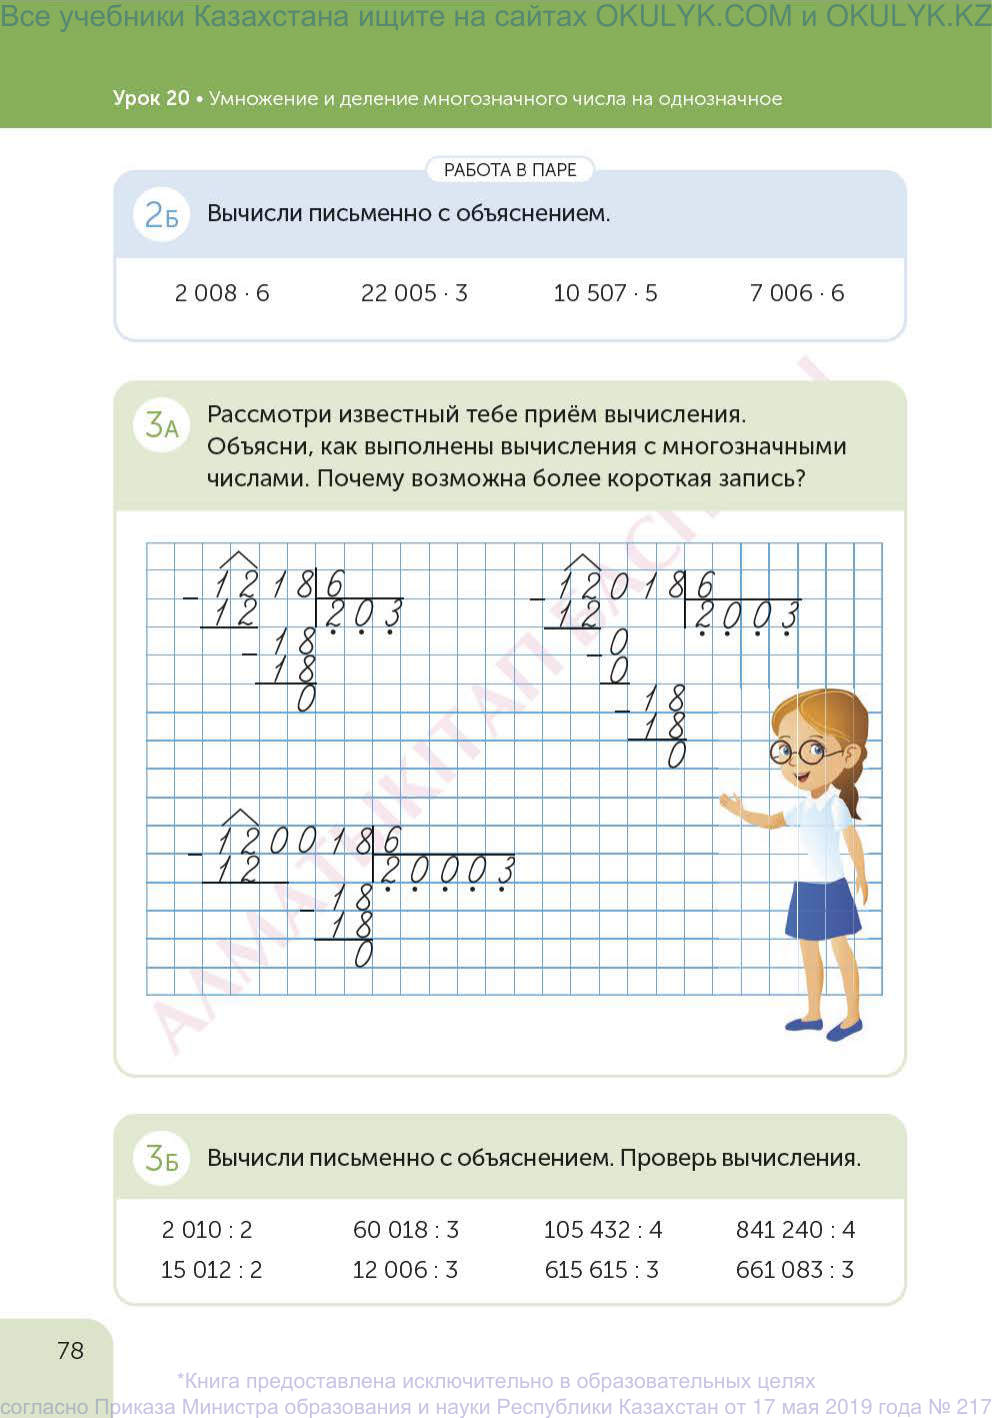 Все учебники Казахстана ищите на сайтах OKULYK.COM и OKULYK.KZ
Урок 20 • Умножение и деление многозначного числа на однозначное
РАБОТА В ПАРЕ
2Б Вычисли письменно с объяснением.
2 008 · 6 22 005 · 3 10 507 · 5 7 006 · 6
3А Рассмотри известный тебе приём вычисления.
Объясни, как выполнены вычисления с многозначными
числами. Почему возможна более короткая запись?
1218 6
- 12 203
- 18
18
0
12018 6
- 12 2003
- 0
0
- 18
18
0
120018 6
- 12 20003
- 18
18
0
3Б Вычисли письменно с объяснением. Проверь вычисления.
2 010 : 2 60 018 : 3 105 432 : 4 841 240 : 4
15 012 : 2 12 006 : 3 615 615 : 3 661 083 : 3
78
*Книга предоставлена исключительно в образовательных целях
согласно Приказа Министра образования и науки Республики Казахстан от 17 мая 2019 года № 217